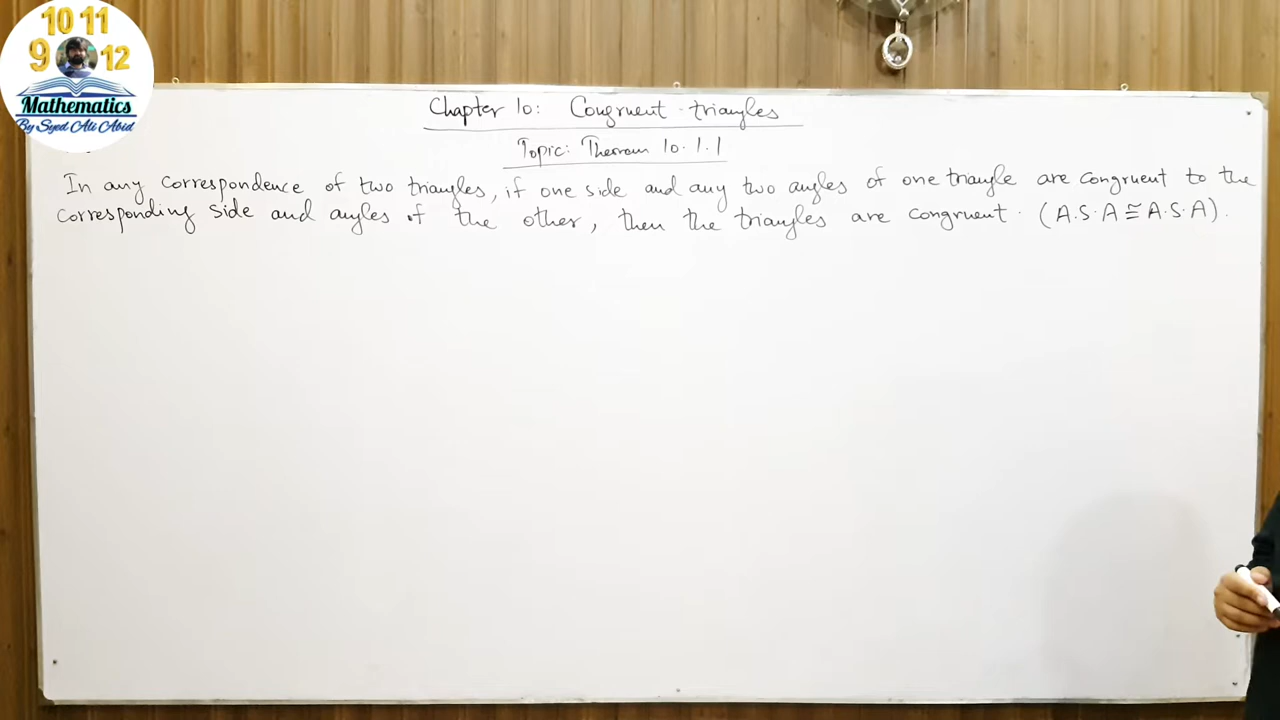 10 11
9 12
Mathematics
By Syed Ali Abid
Chapter 10: Congruent triangles
Topic: Theorem 10.1.1
In any correspondence of two triangles, if one side and any two angles of one triangle are congruent to the
corresponding side and angles of the other, then the triangles are congruent. (A.S.A ≅ A.S.A).